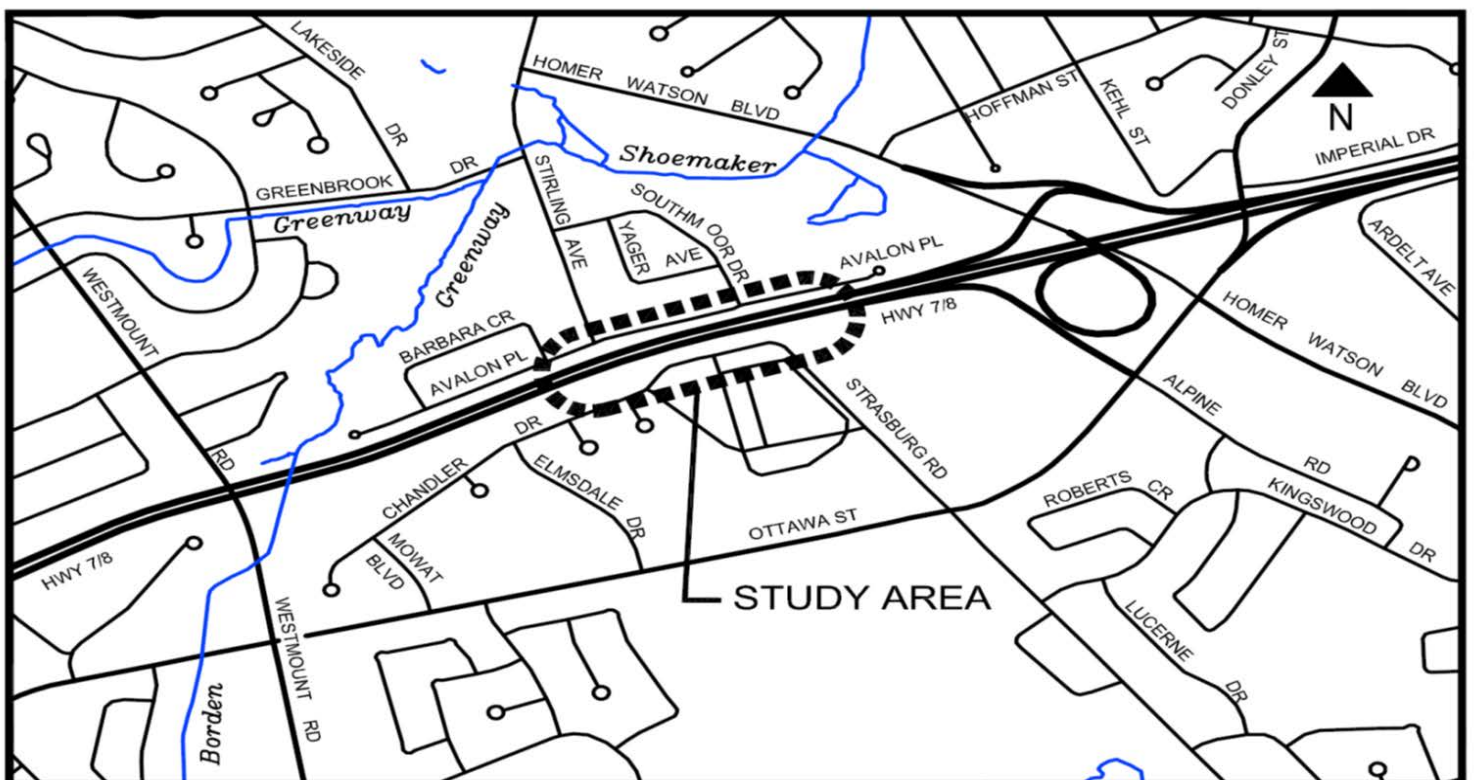 LAKESIDE
DR
HOMER WATSON BLVD
HOFFMAN ST
KEHL ST
DONLEY ST
N
IMPERIAL DR
GREENBROOK DR
Greenway
Shoemaker
STIRLING AVE
SOUTHM OOR DR
YAGER
AVE
AVALON PL
ARDELT AVE
WESTMOUNT RD
Greenway
BARBARA CR
AVALON PL
HWY 7/8
HOMER WATSON BLVD
ALPINE RD
STRASBURG RD
CHANDLER DR
ELMSDALE DR
MOWAT
BLVD
OTTAWA ST
ROBERTS CR
KINGSWOOD DR
HWY 7/8
STUDY AREA
WESTMOUNT RD
LUCERNE DR
Borden